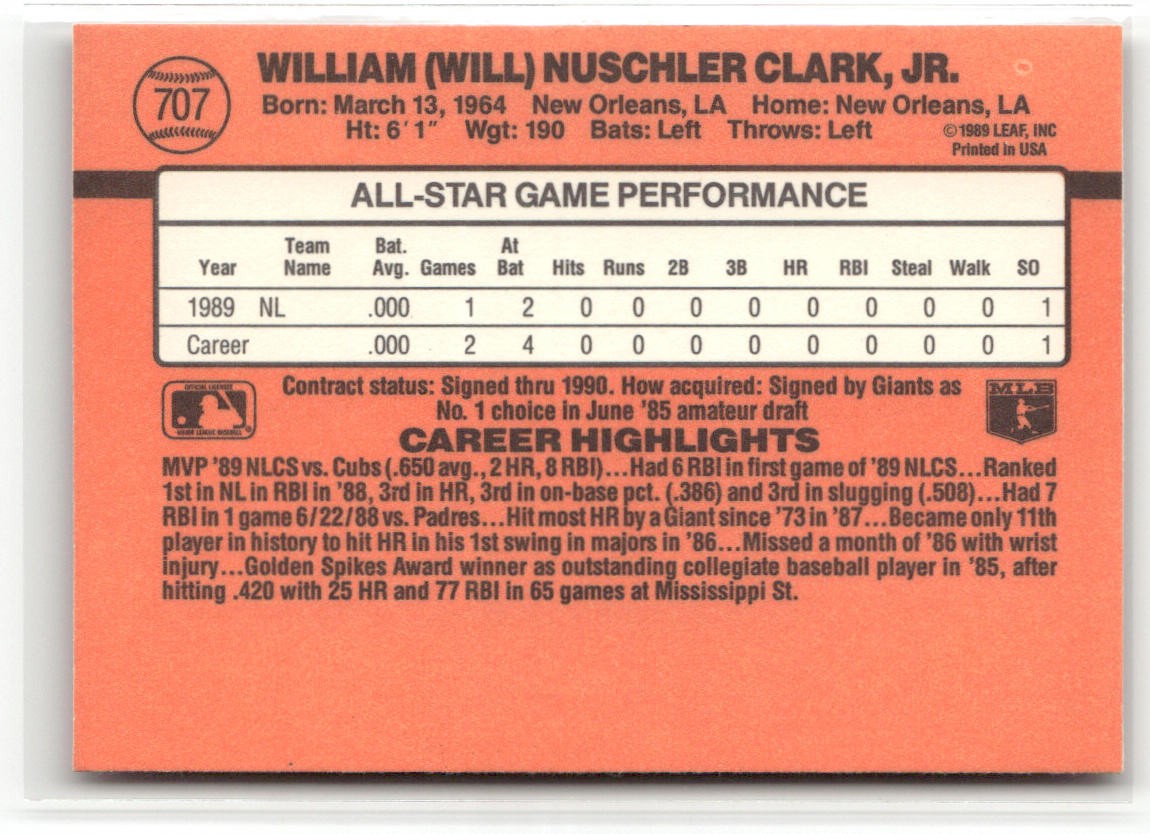 707
WILLIAM (WILL) NUSCHLER CLARK, JR.
Born: March 13, 1964 New Orleans, LA Home: New Orleans, LA
Ht: 6' 1" Wgt: 190 Bats: Left Throws: Left
©1989 LEAF, INC
Printed in USA
ALL-STAR GAME PERFORMANCE
Year Team Name Bat. Avg. Games At Bat Hits Runs 2B 3B HR RBI Steal Walk SO
1989 NL .000 1 2 0 0 0 0 0 0 0 0 1
Career .000 2 4 0 0 0 0 0 0 0 0 1
OFFICIAL LICENSEE
MAJOR LEAGUE BASEBALL
Contract status: Signed thru 1990. How acquired: Signed by Giants as
No. 1 choice in June '85 amateur draft
MLB
CAREER HIGHLIGHTS
MVP '89 NLCS vs. Cubs (.650 avg., 2 HR, 8 RBI)...Had 6 RBI in first game of '89 NLCS...Ranked
1st in NL in RBI in '88, 3rd in HR, 3rd in on-base pct. (.386) and 3rd in slugging (.508)...Had 7
RBI in 1 game 6/22/88 vs. Padres...Hit most HR by a Giant since '73 in '87...Became only 11th
player in history to hit HR in his 1st swing in majors in '86...Missed a month of '86 with wrist
injury...Golden Spikes Award winner as outstanding collegiate baseball player in '85, after
hitting .420 with 25 HR and 77 RBI in 65 games at Mississippi St.